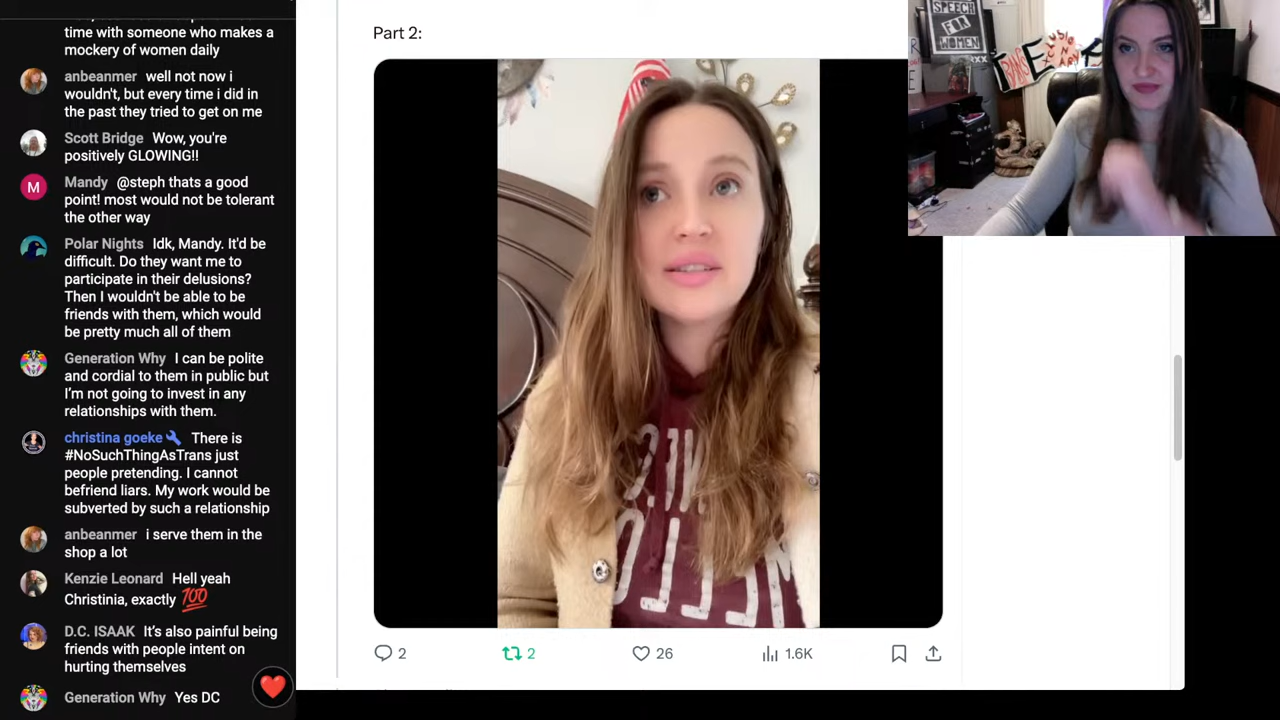 time with someone who makes a
mockery of women daily
anbeanmer well not now i
wouldn't, but every time i did in
the past they tried to get on me
Scott Bridge Wow, you're
positively GLOWING!!
M
Mandy @steph thats a good
point! most would not be tolerant
the other way
Polar Nights Idk, Mandy. It'd be
difficult. Do they want me to
participate in their delusions?
Then I wouldn't be able to be
friends with them, which would
be pretty much all of them
Generation Why I can be polite
and cordial to them in public but
I'm not going to invest in any
relationships with them.
christina goeke There is
#NoSuchThingAsTrans just
people pretending. I cannot
befriend liars. My work would be
subverted by such a relationship
anbeanmer i serve them in the
shop a lot
Kenzie Leonard Hell yeah
Christinia, exactly 💯
D.C. ISAAK It's also painful being
friends with people intent on
hurting themselves
Generation Why Yes DC
Part 2:
2
2
26
1.6K
SPEECH
FOR
WOMEN
XX